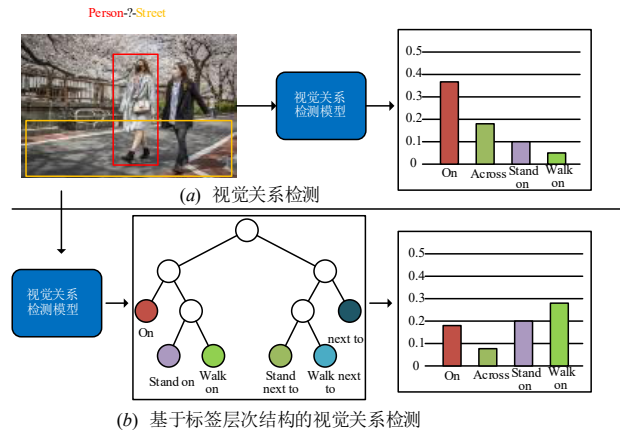 Person-?-Street
视觉关系
检测模型
0.5
0.4
0.3
0.2
0.1
0
On
Across
Stand
on
Walk
on
(a) 视觉关系检测
视觉关系
检测模型
On
Stand on
Walk
on
Stand
next to
Walk next
to
next to
0.5
0.4
0.3
0.2
0.1
0
On
Across
Stand
on
Walk
on
(b) 基于标签层次结构的视觉关系检测